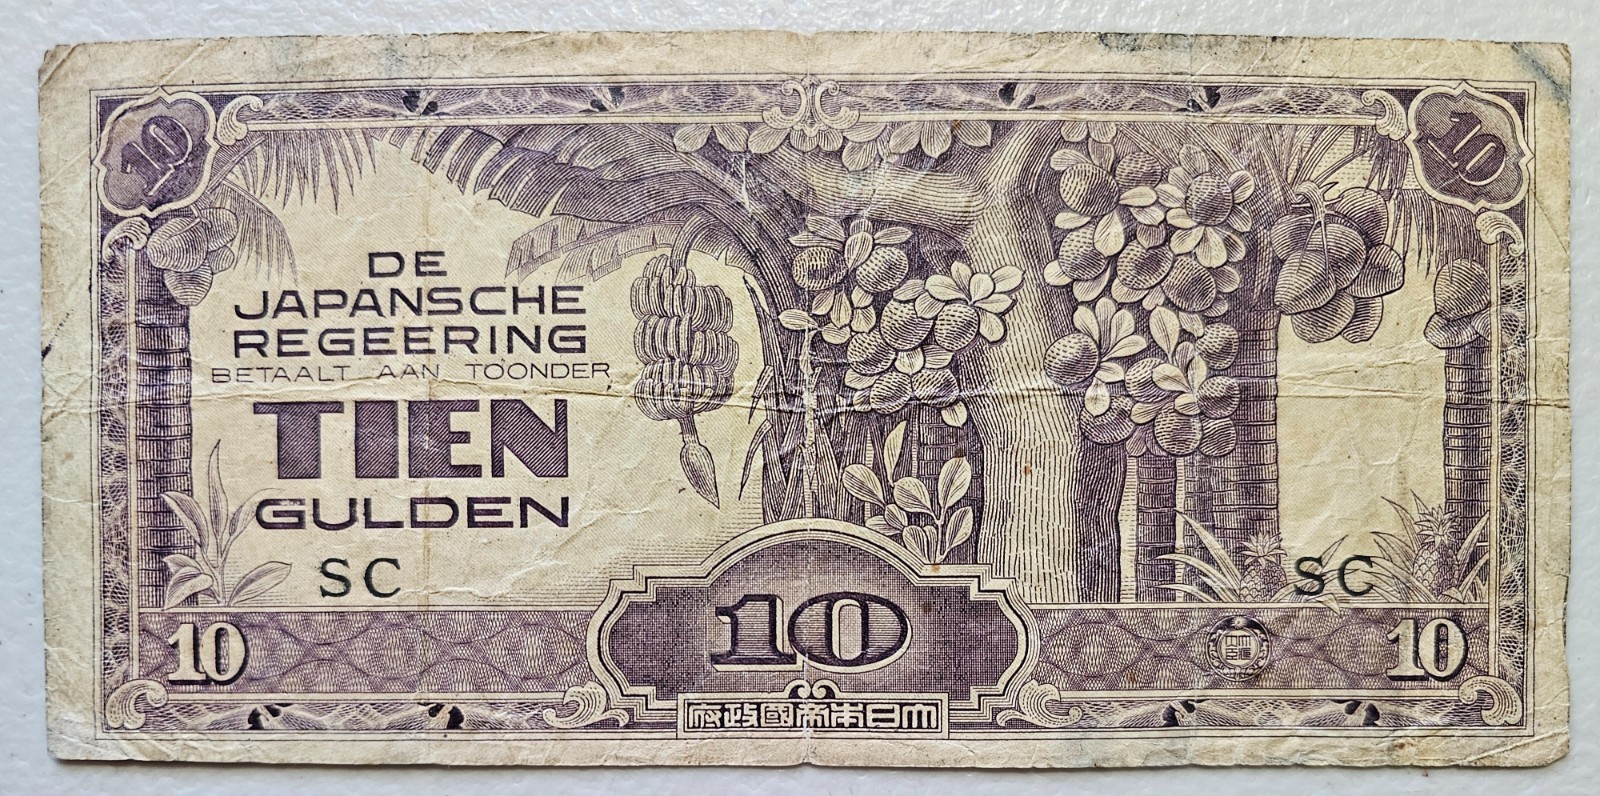 10
10
DE
JAPANSCHE
REGEERING
BETAALT AAN TOONDER
TIEN
GULDEN
SC
SC
10
10
10
大日本帝國政府